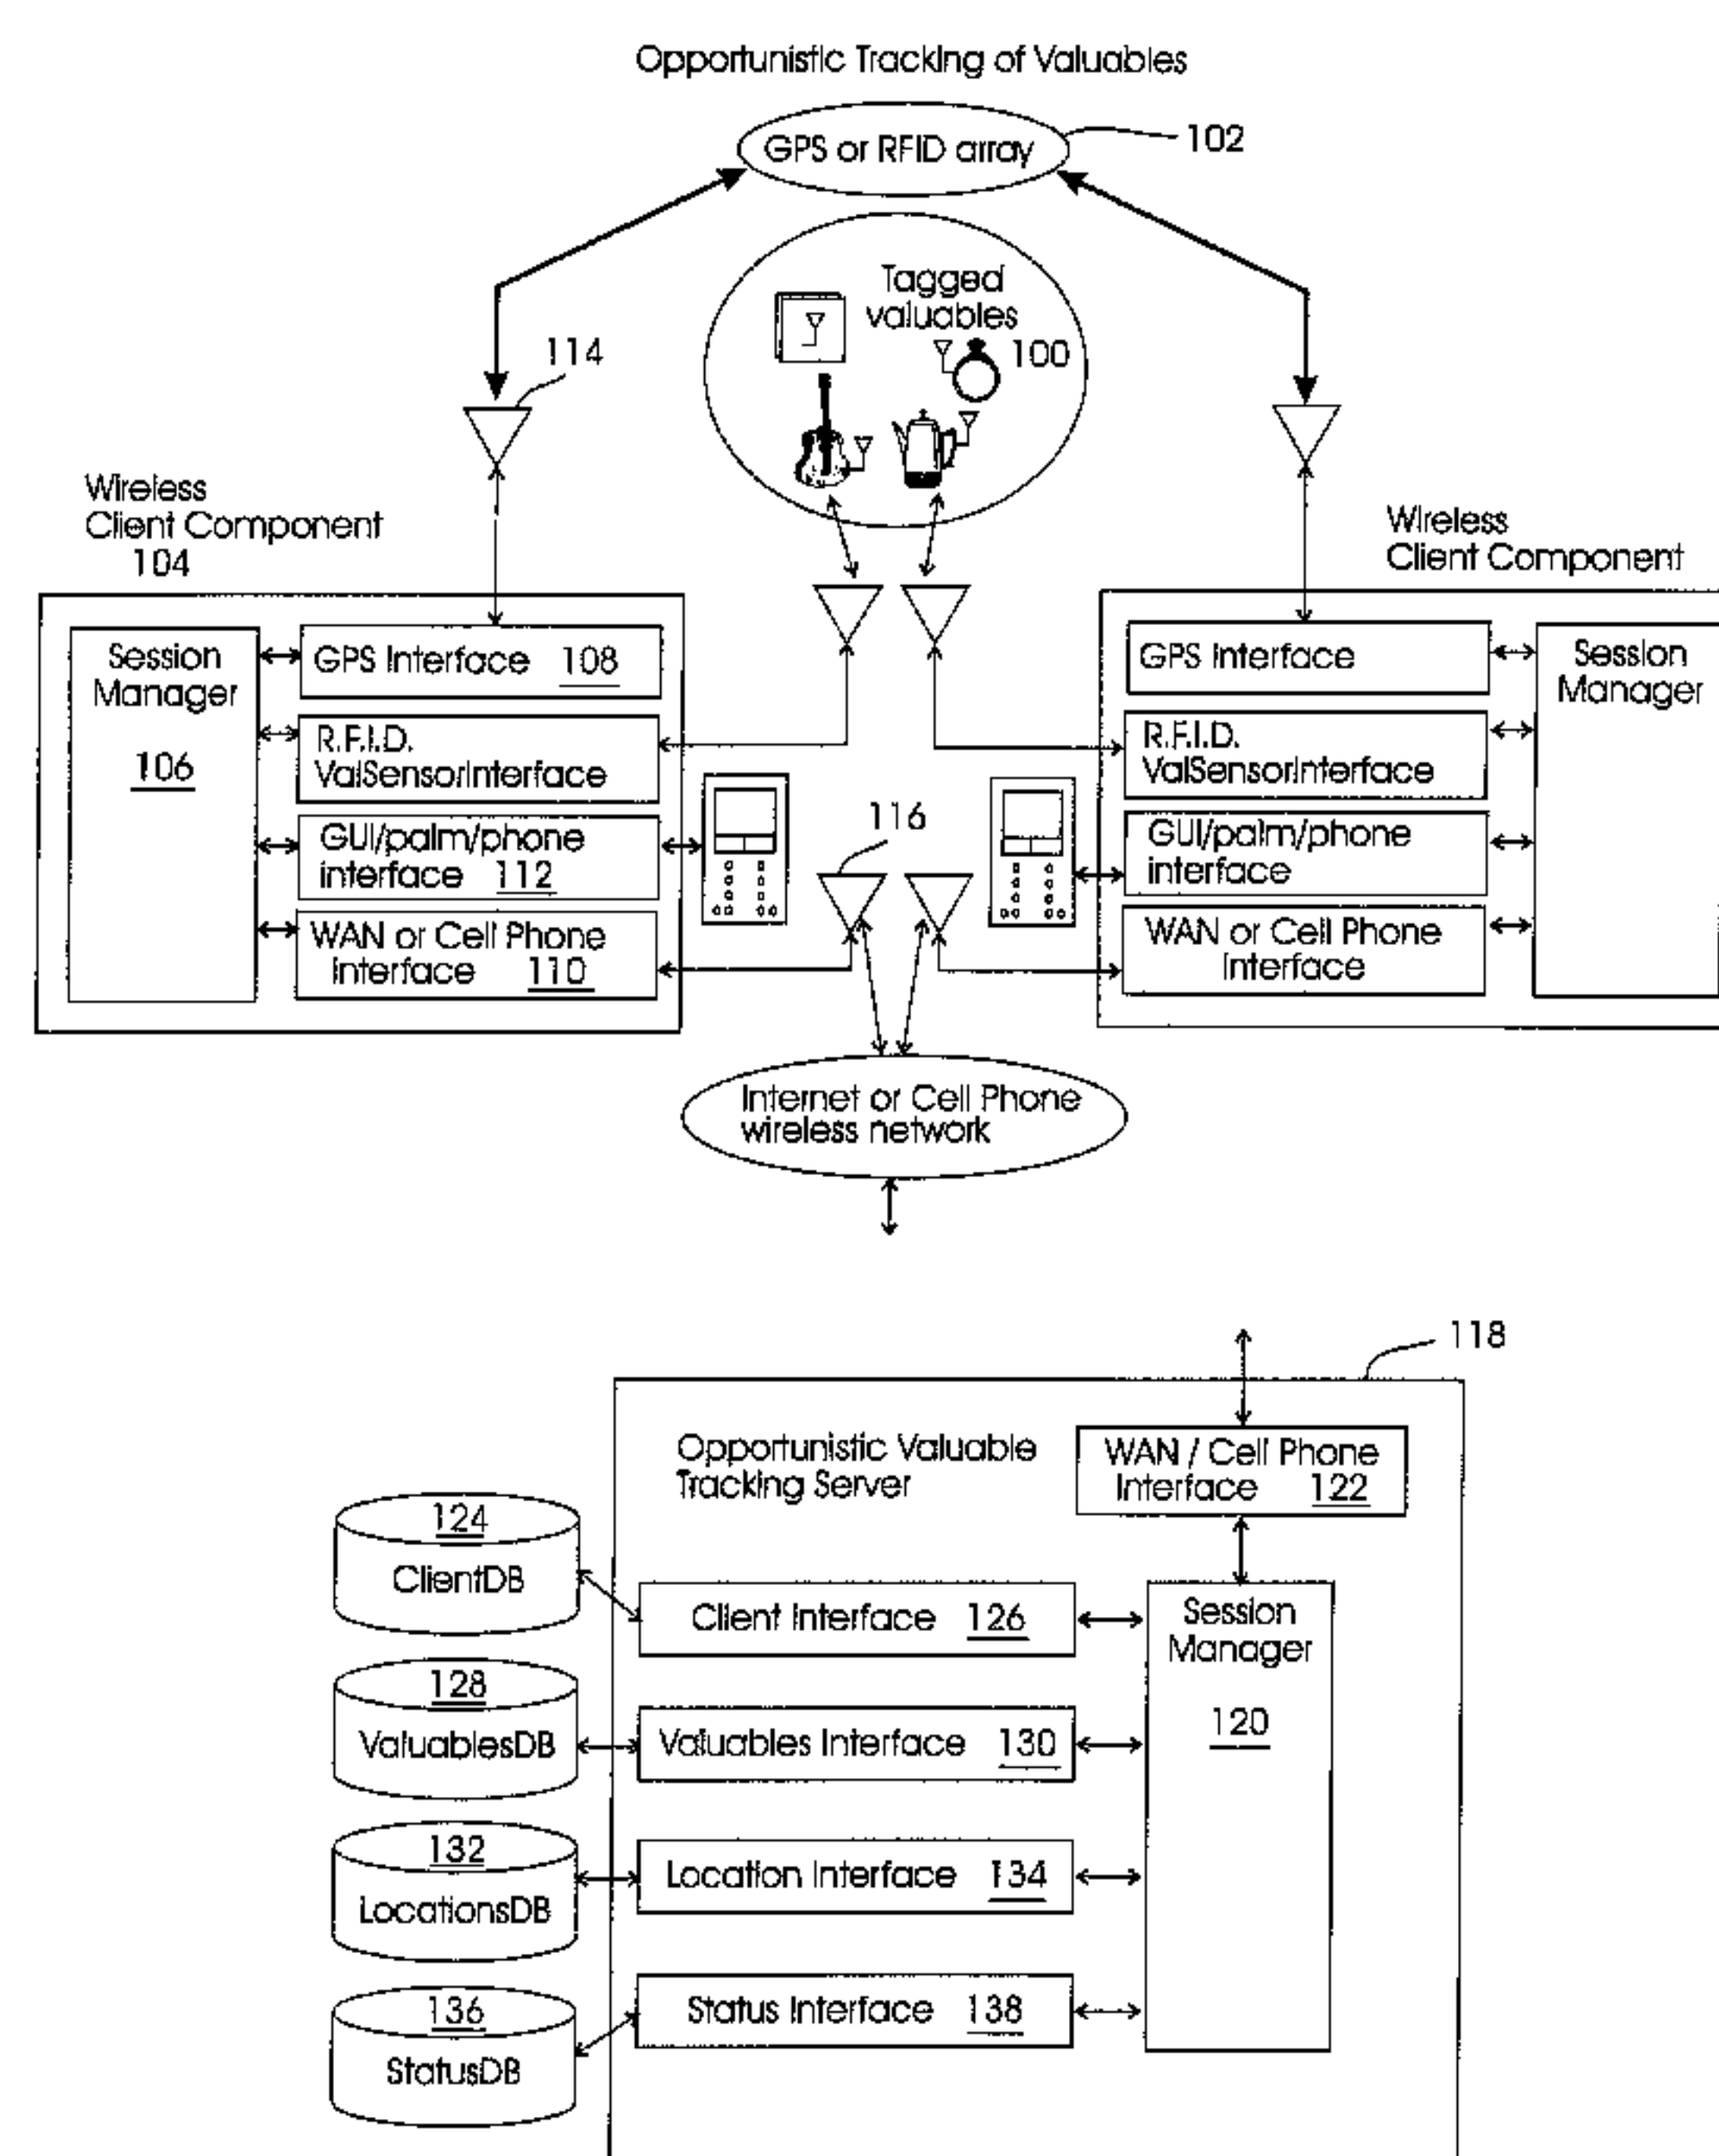 Opportunistic Tracking of Valuables
GPS or RFID array
102
Tagged
valuables
100
114
Wireless
Client Component
104
Wireless
Client Component
Session
Manager
106
GPS Interface 108
R.F.I.D.
ValSensorInterface
GUI/palm/phone
interface 112
WAN or Cell Phone
Interface 110
116
GPS Interface
R.F.I.D.
ValSensorInterface
GUI/palm/phone
interface
WAN or Cell Phone
Interface
Session
Manager
Internet or Cell Phone
wireless network
118
Opportunistic Valuable
Tracking Server
WAN / Cell Phone
Interface 122
124
ClientDB
Client Interface 126
Session
Manager
120
128
ValuablesDB
Valuables Interface 130
132
LocationsDB
Location Interface 134
136
StatusDB
Status Interface 138